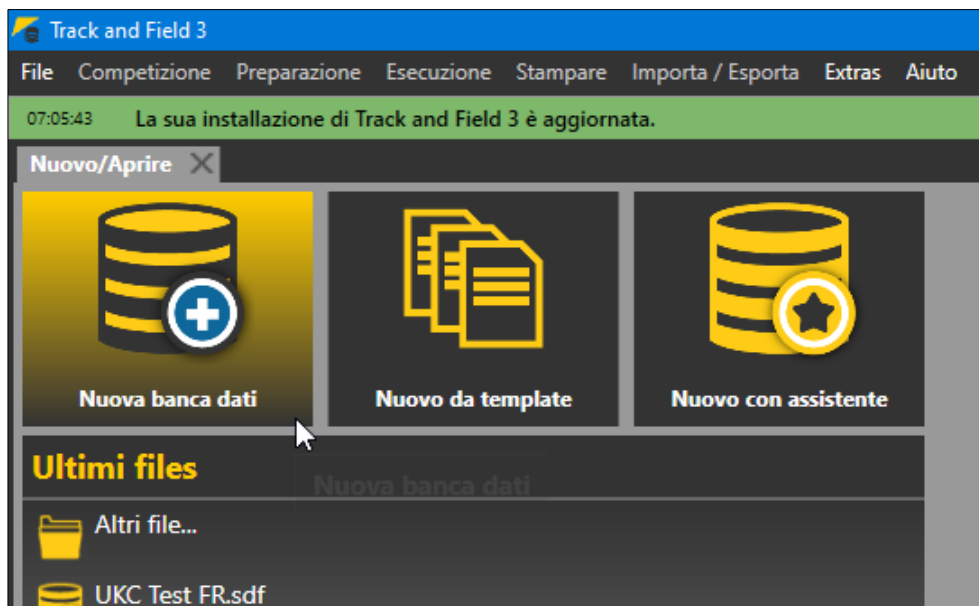 Track and Field 3
File Competizione Preparazione Esecuzione Stampare Importa / Esporta Extras Aiuto
07:05:43 La sua installazione di Track and Field 3 è aggiornata.
Nuovo/Aprire
Nuova banca dati Nuovo da template Nuovo con assistente
Ultimi files
Nuova banca dati
Altri file...
UKC Test FR.sdf